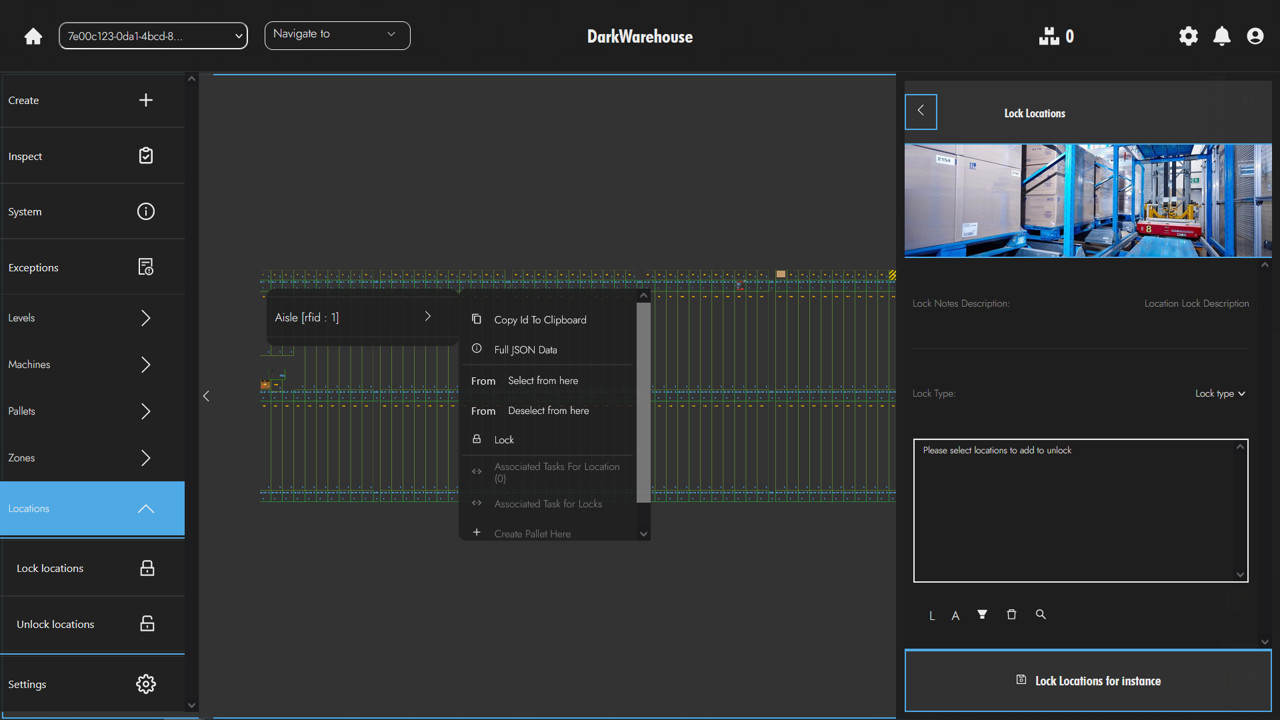 7e00c123-0da1-4bcd-8...
Navigate to
DarkWarehouse
0
Create
Inspect
System
Exceptions
Levels
Machines
Pallets
Zones
Locations
Lock locations
Unlock locations
Settings
Aisle [rfid : 1]
Copy Id To Clipboard
Full JSON Data
From Select from here
From Deselect from here
Lock
Associated Tasks For Location
(0)
Associated Task for Locks
Create Pallet Here
Lock Locations
8
Lock Notes Description:
Location Lock Description
Lock Type:
Lock type
Please select locations to add to unlock
L A
Lock Locations for instance